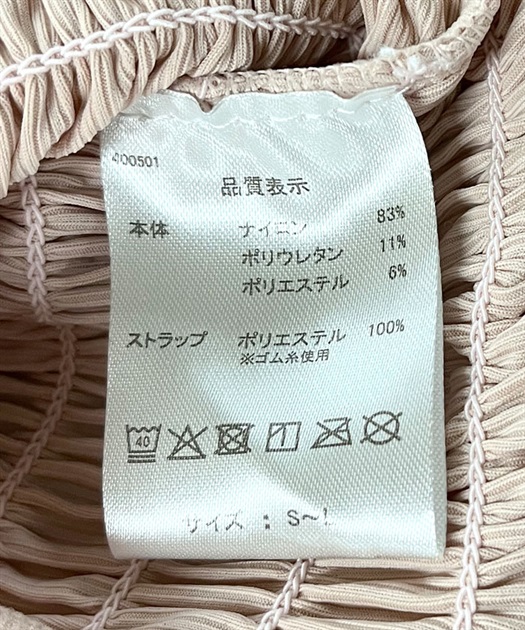 4700501
品質表示
本体 ナイロン 83%
ポリウレタン 11%
ポリエステル 6%
ストラップ ポリエステル 100%
※ゴム糸使用
40
サイズ : S～L